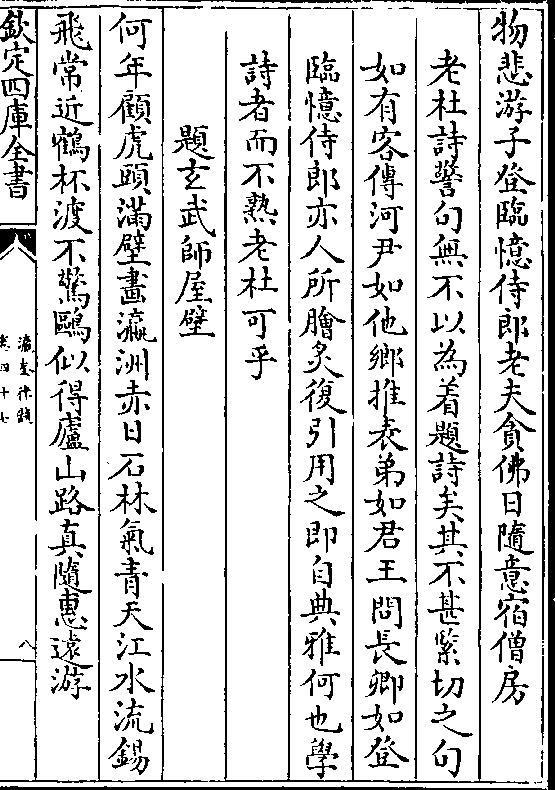 物悲游子登臨憶侍郎老夫貪佛日隨意宿僧房
老杜詩警句無不以為着題詩矣其不甚緊切之句
如有客傳河尹如他鄉推表弟如君王問長卿如登
臨憶侍郎亦人所膾炙復引用之即自典雅何也學
詩者而不熟老杜可乎
題玄武師屋壁
何年顧虎頭滿壁畫瀛洲赤日石林氣青天江水流錫
飛常近鶴杯渡不驚鷗似得廬山路真隨惠遠游
欽定四庫全書
瀛奎律髓
卷四十七
八